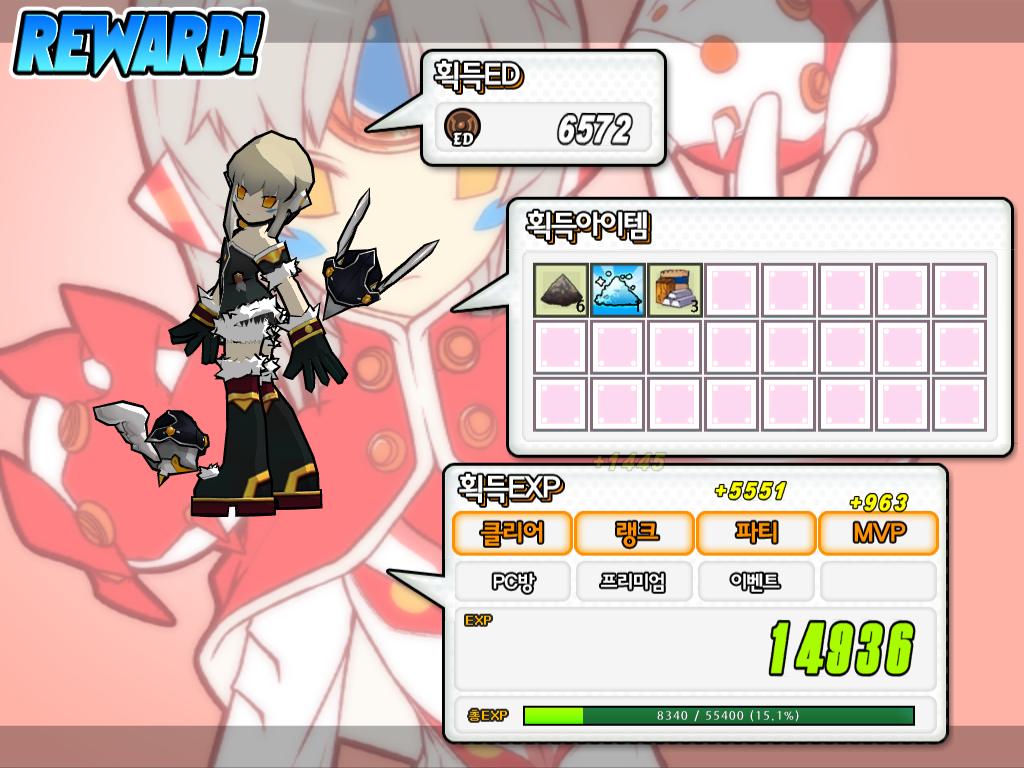 REWARD!
획득ED
ED
6572
획득아이템
6
1
3
+1445
획득EXP
+5551
+963
클리어
랭크
파티
MVP
PC방
프리미엄
이벤트
EXP
14936
총EXP
8340 / 55400 (15.1%)